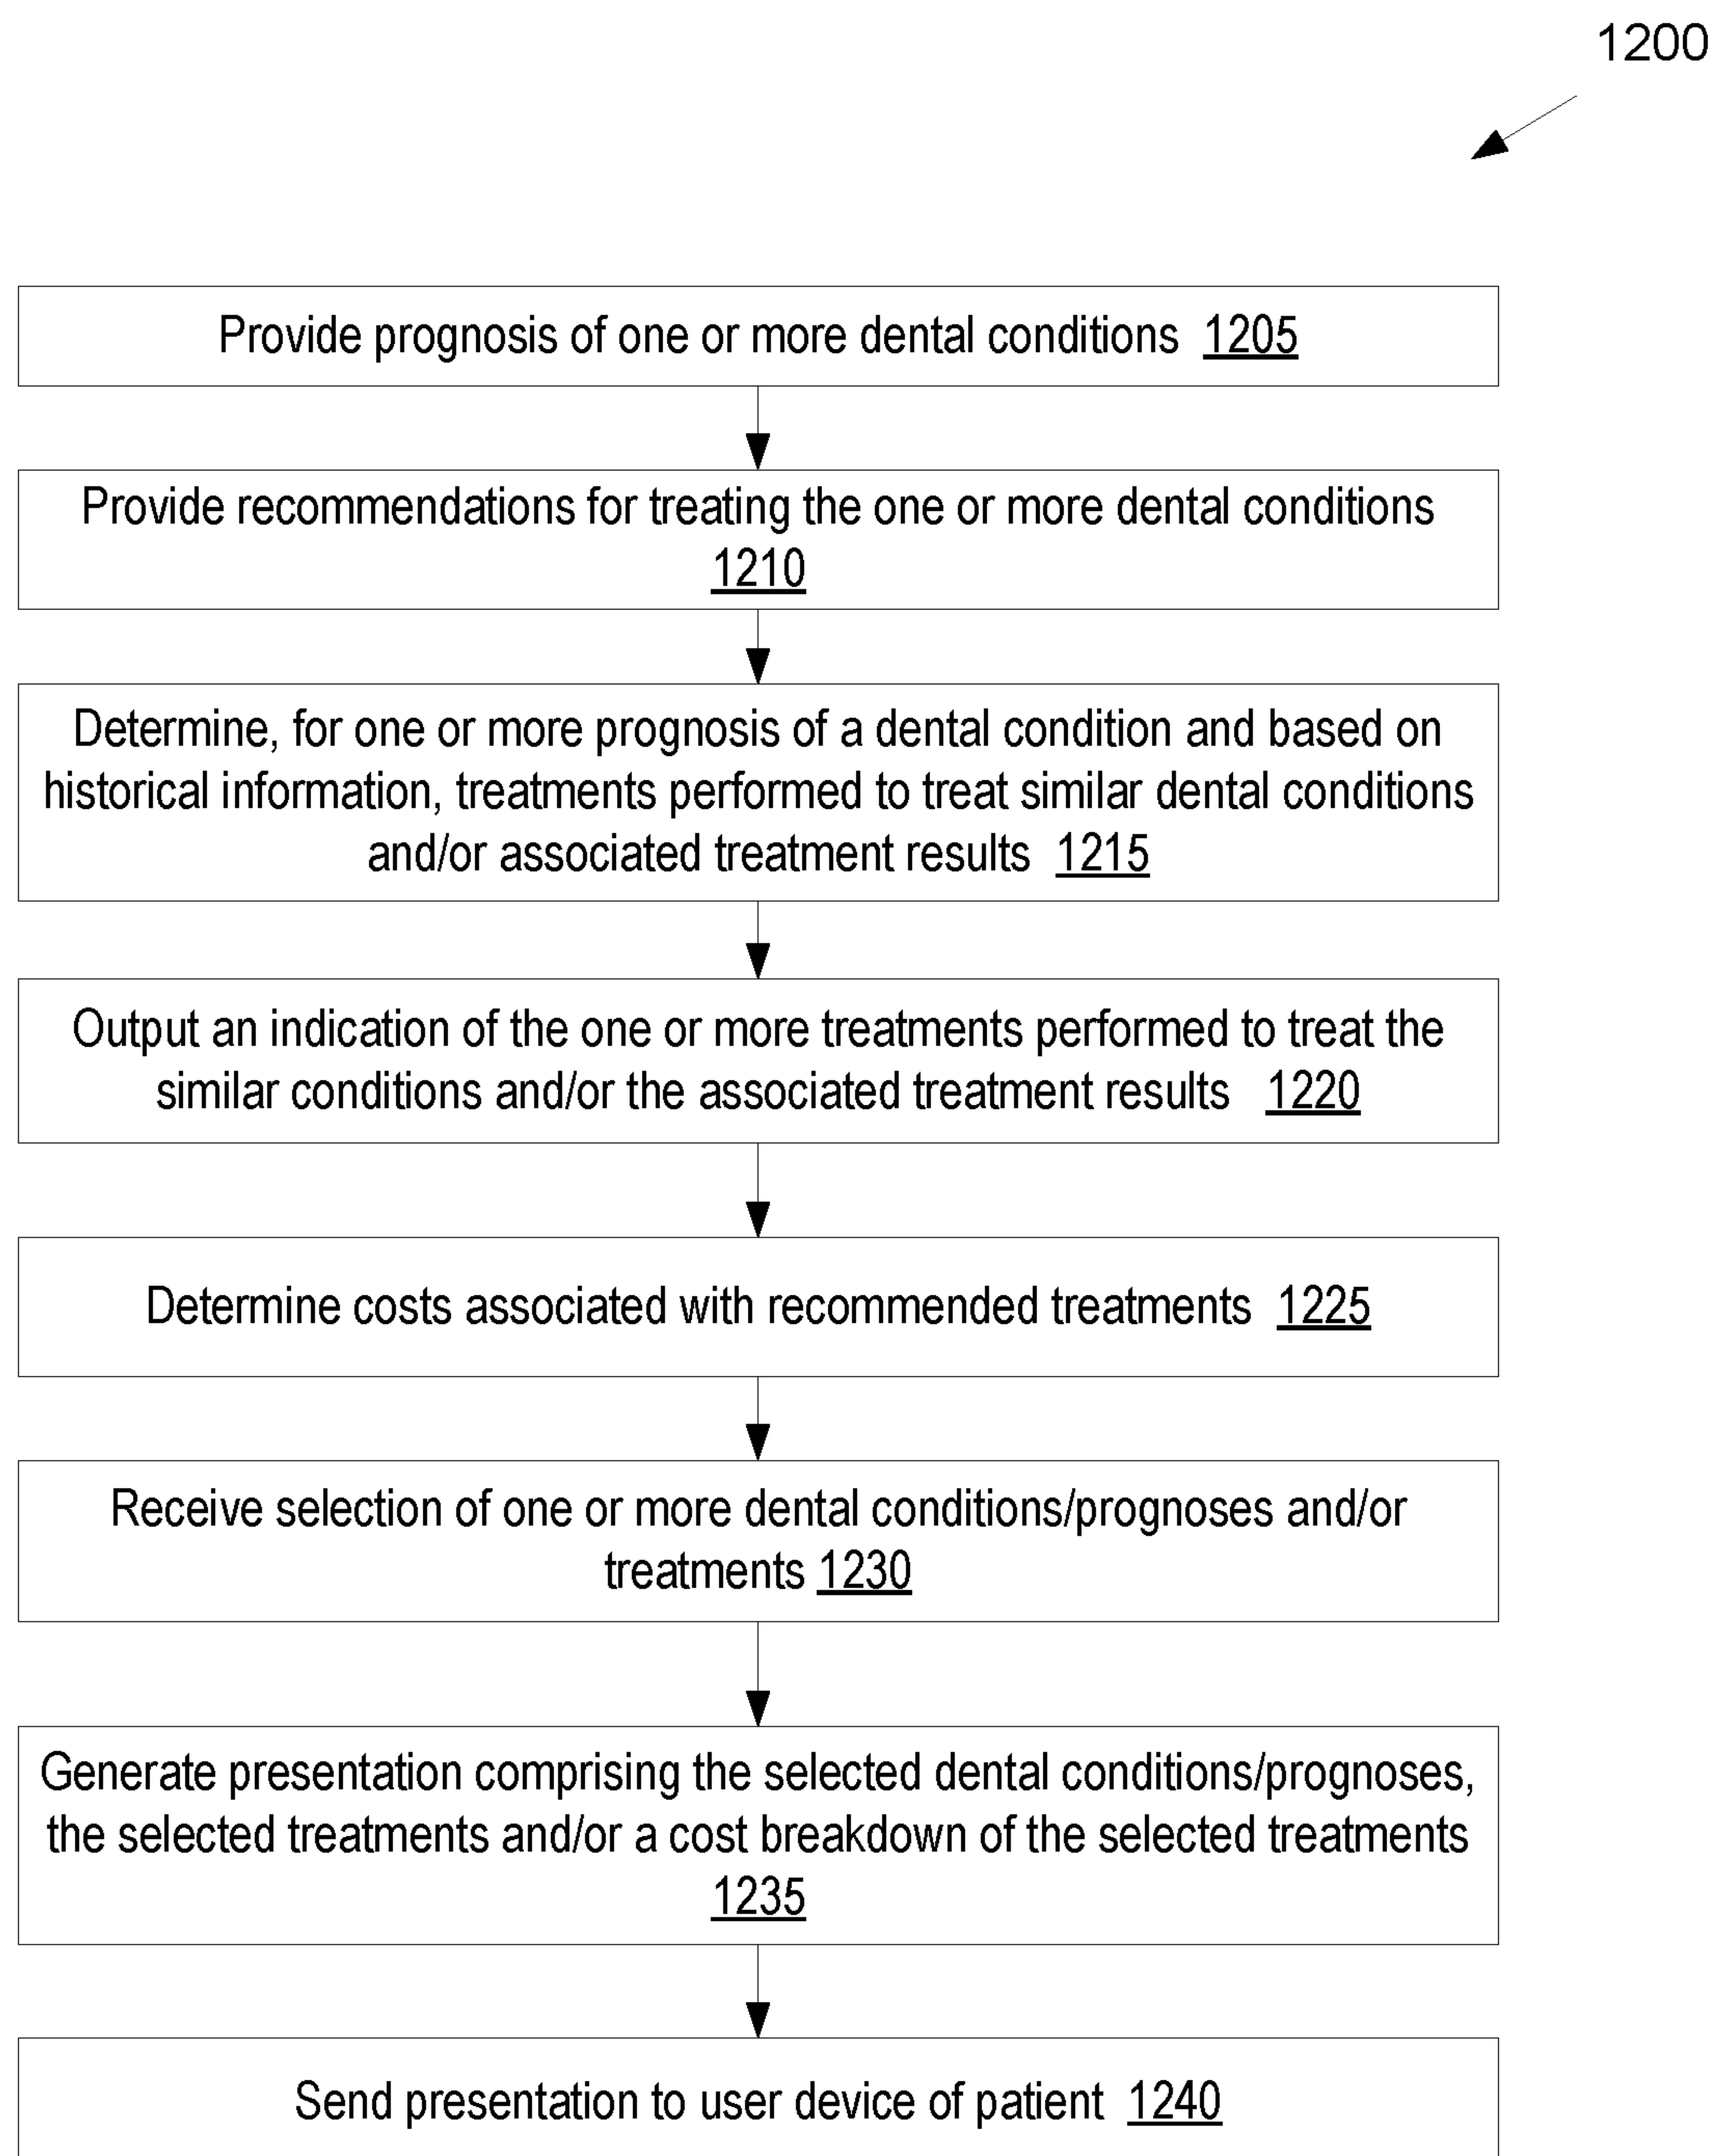 1200
Provide prognosis of one or more dental conditions 1205
Provide recommendations for treating the one or more dental conditions
1210
Determine, for one or more prognosis of a dental condition and based on
historical information, treatments performed to treat similar dental conditions
and/or associated treatment results 1215
Output an indication of the one or more treatments performed to treat the
similar conditions and/or the associated treatment results 1220
Determine costs associated with recommended treatments 1225
Receive selection of one or more dental conditions/prognoses and/or
treatments 1230
Generate presentation comprising the selected dental conditions/prognoses,
the selected treatments and/or a cost breakdown of the selected treatments
1235
Send presentation to user device of patient 1240